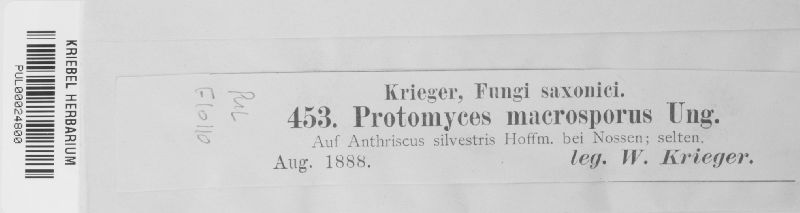 KRIEBEL HERBARIUM
PUL00024800
PUL
Krieger, Fungi saxonici.
453. Protomyces macrosporus Ung.
Auf Anthriscus silvestris Hoffm. bei Nossen; selten.
Aug. 1888.
leg. W. Krieger.